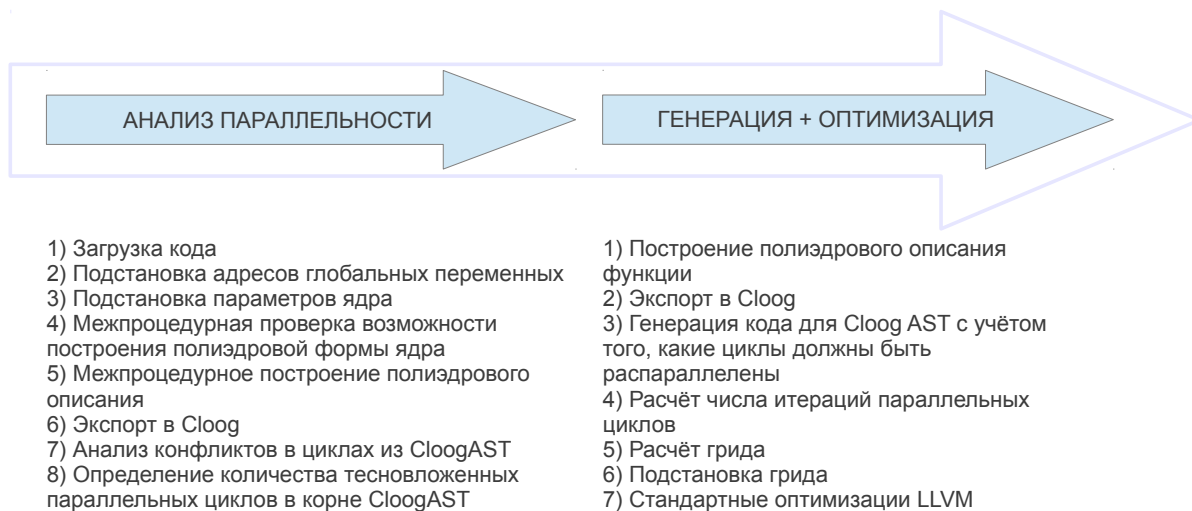 АНАЛИЗ ПАРАЛЛЕЛЬНОСТИ
ГЕНЕРАЦИЯ + ОПТИМИЗАЦИЯ
1) Загрузка кода
2) Подстановка адресов глобальных переменных
3) Подстановка параметров ядра
4) Межпроцедурная проверка возможности
построения полиэдровой формы ядра
5) Межпроцедурное построение полиэдрового
описания
6) Экспорт в Cloog
7) Анализ конфликтов в циклах из CloogAST
8) Определение количества тесновложенных
параллельных циклов в корне CloogAST
1) Построение полиэдрового описания
функции
2) Экспорт в Cloog
3) Генерация кода для Cloog AST с учётом
того, какие циклы должны быть
распараллелены
4) Расчёт числа итераций параллельных
циклов
5) Расчёт грида
6) Подстановка грида
7) Стандартные оптимизации LLVM